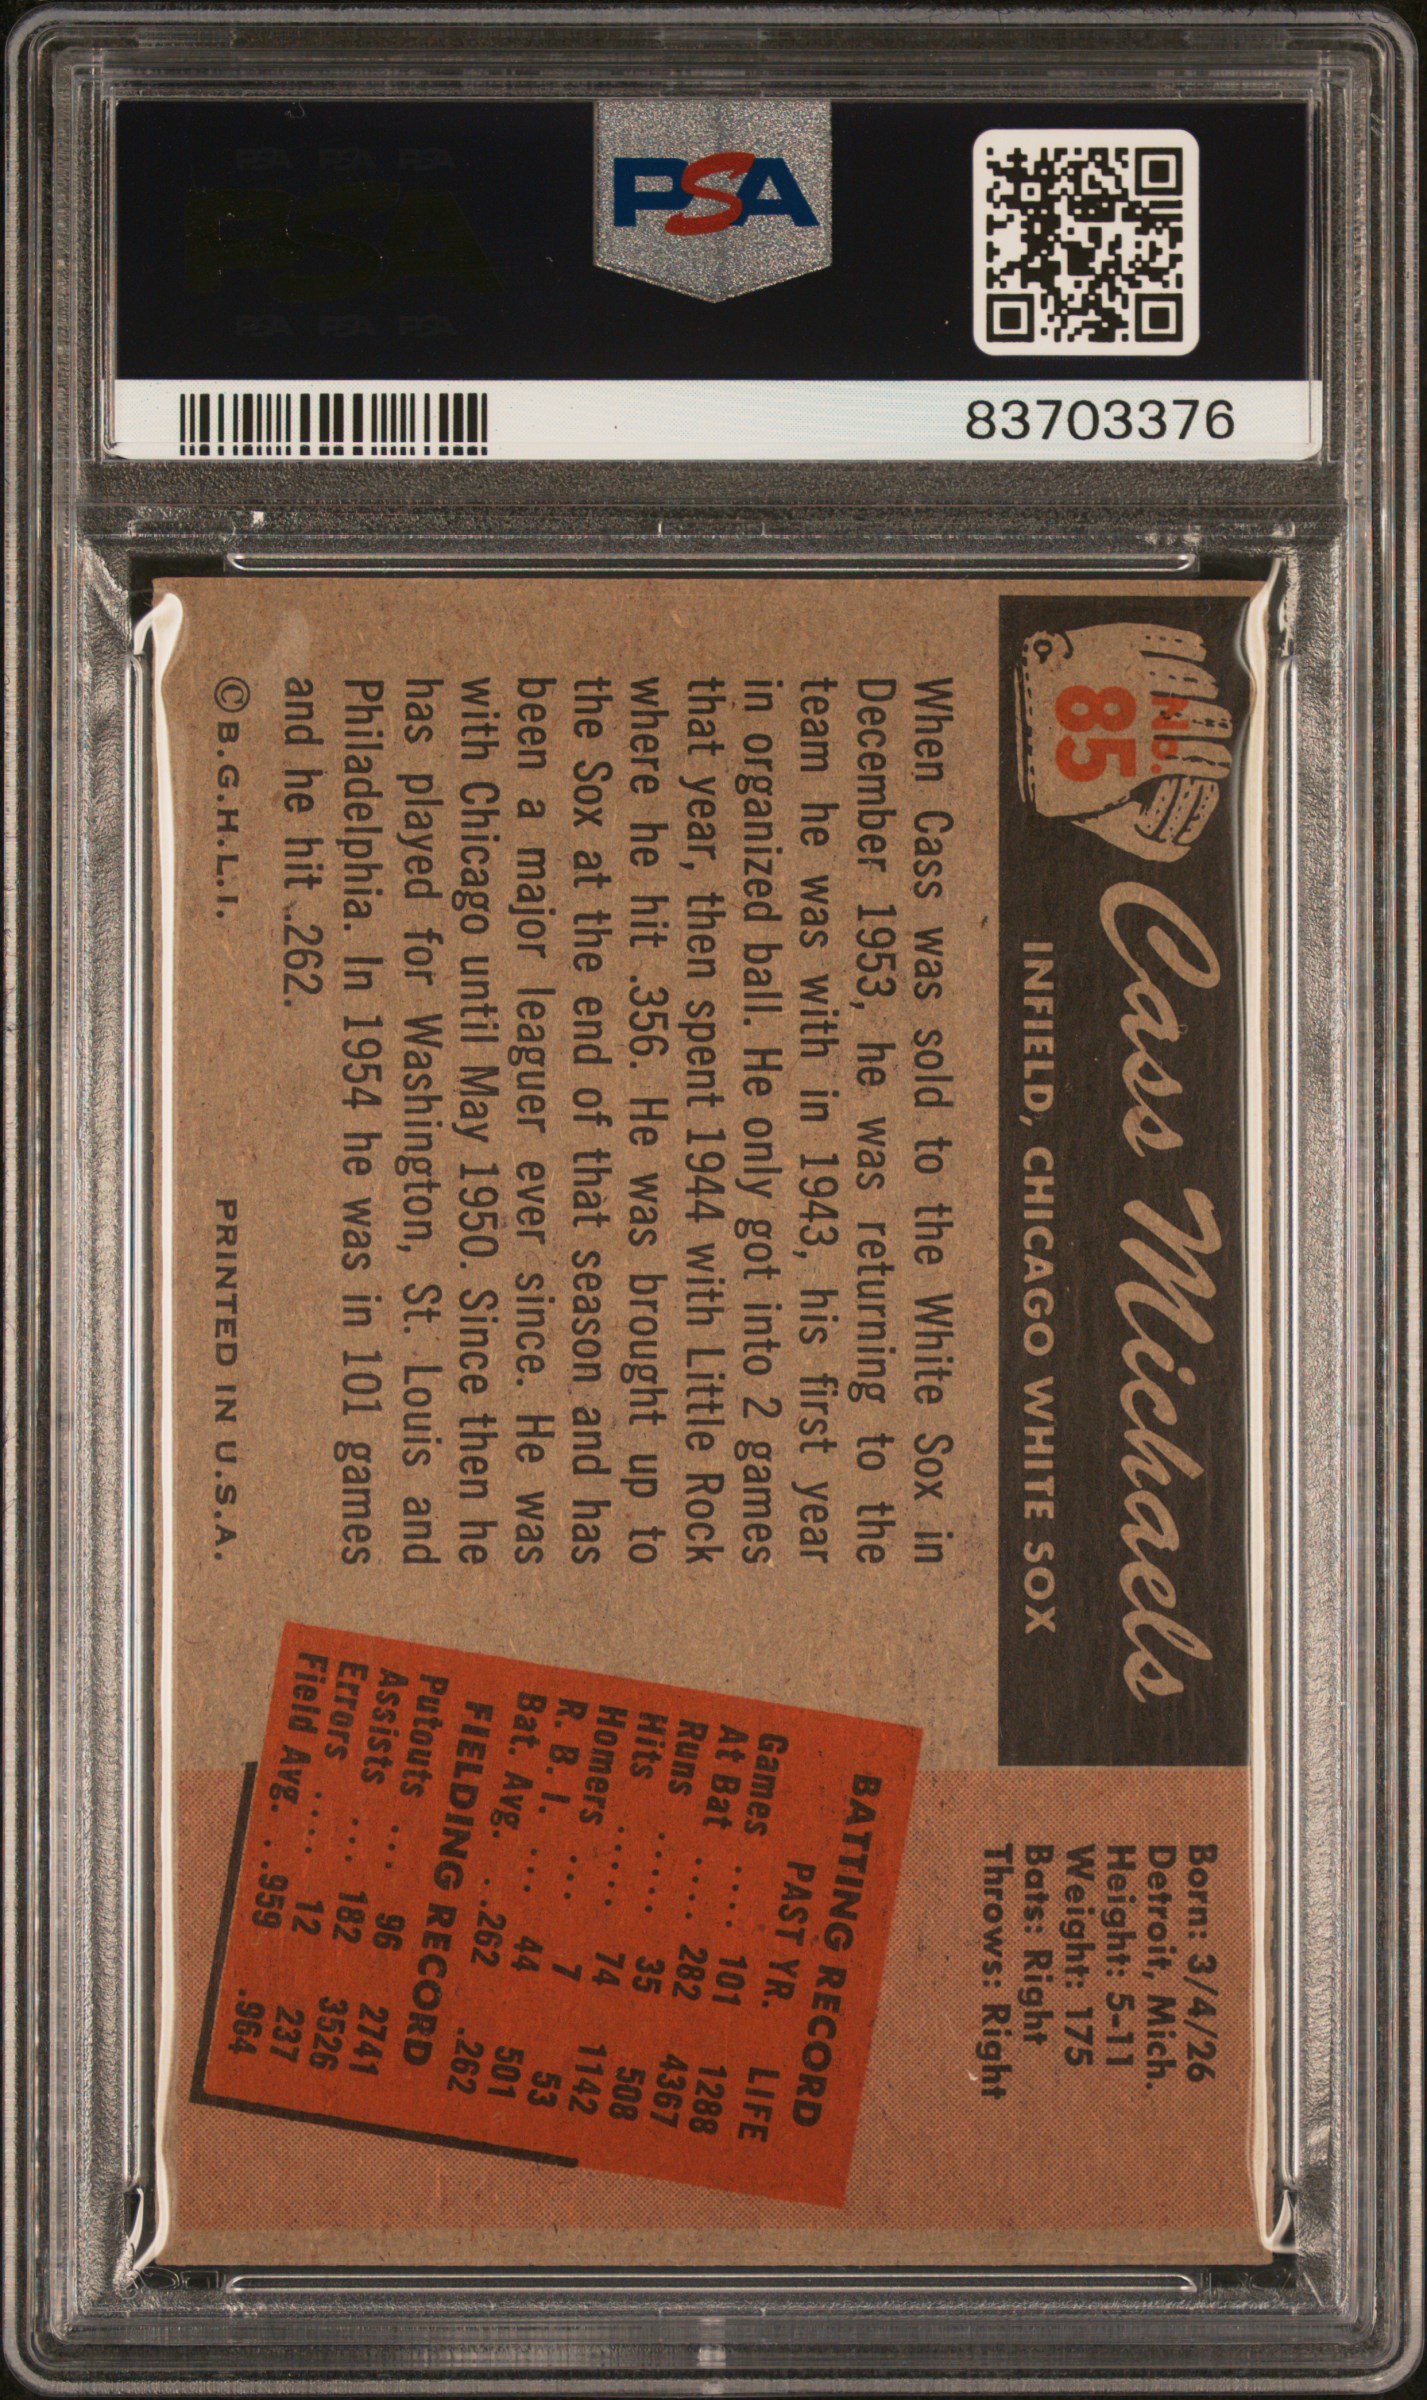 PSA PSA PSA
PSA
PSA PSA PSA
PSA
83703376
No.
85
Cass Michaels
INFIELD, CHICAGO WHITE SOX
Born: 3/4/26
Detroit, Mich.
Height: 5-11
Weight: 175
Bats: Right
Throws: Right
When Cass was sold to the White Sox in
December 1953, he was returning to the
team he was with in 1943, his first year
in organized ball. He only got into 2 games
that year, then spent 1944 with Little Rock
where he hit .356. He was brought up to
the Sox at the end of that season and has
been a major leaguer ever since. He was
with Chicago until May 1950. Since then he
has played for Washington, St. Louis and
Philadelphia. In 1954 he was in 101 games
and he hit .262.
© B.G.H.L.I. PRINTED IN U.S.A.
BATTING RECORD
PAST YR. LIFE
Games .... 101 1288
At Bat .... 282 4367
Runs ..... 35 508
Hits ..... 74 1142
Homers ... 7 53
R. B. I. ... 44 501
Bat. Avg. . .262 .262
FIELDING RECORD
Putouts ... 96 2741
Assists ... 182 3526
Errors .... 12 237
Field Avg. . .959 .964